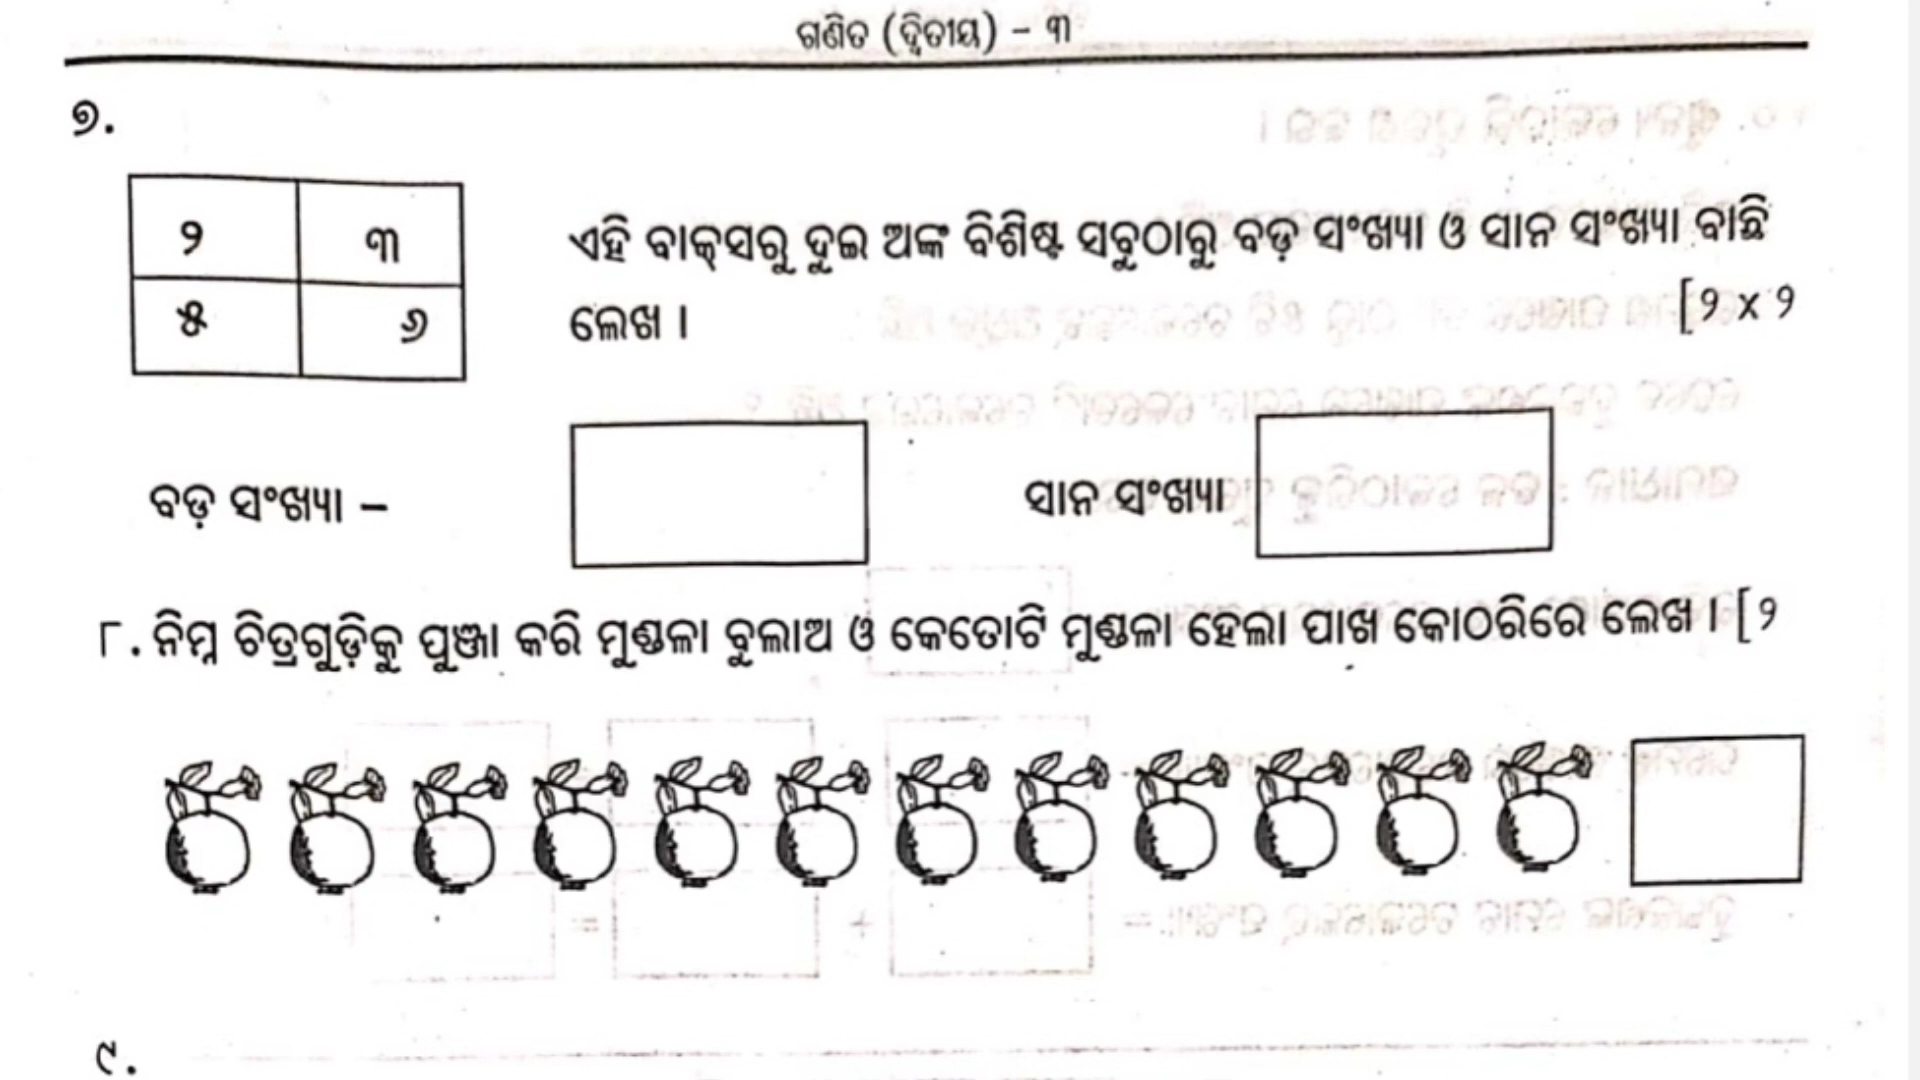 ଗଣିତ (ଦ୍ୱିତୀୟ) – ୩
୭.
୨ ୩
୫ ୬
ଏହି ବାକ୍ସରୁ ଦୁଇ ଅଙ୍କ ବିଶିଷ୍ଟ ସବୁଠାରୁ ବଡ଼ ସଂଖ୍ୟା ଓ ସାନ ସଂଖ୍ୟା ବାଛି
ଲେଖ । [୨ x ୨
ବଡ଼ ସଂଖ୍ୟା – ସାନ ସଂଖ୍ୟା
୮. ନିମ୍ନ ଚିତ୍ରଗୁଡ଼ିକୁ ପୁଞ୍ଜା କରି ମୁଣ୍ଡଳା ବୁଲାଅ ଓ କେତୋଟି ମୁଣ୍ଡଳା ହେଲା ପାଖ କୋଠରିରେ ଲେଖ । [୨
୯.